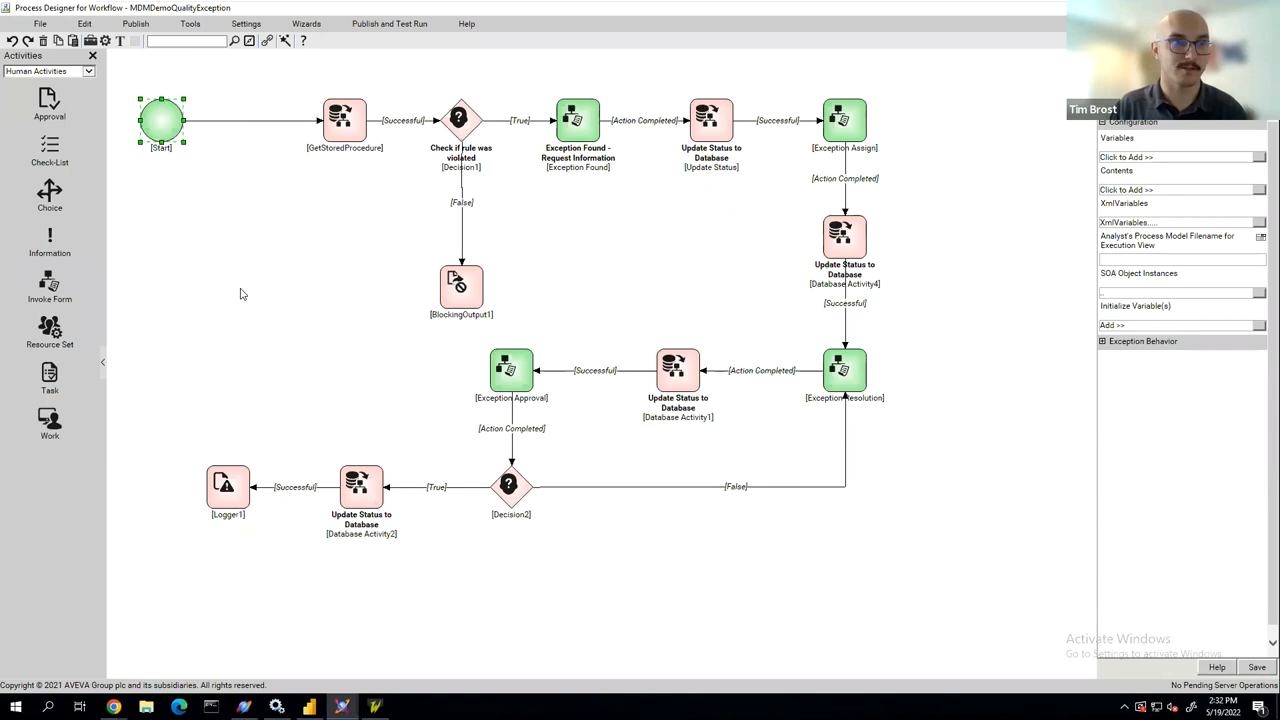 Process Designer for Workflow - MDMDemoQualityException
File Edit Publish Tools Settings Wizards Publish and Test Run Help
Activities
Human Activities
Approval
Check-List
Choice
Information
Invoke Form
Resource Set
Task
Work
[Start]
[GetStoredProcedure]
[Successful]
Check if rule was
violated
[Decision1]
[True]
Exception Found -
Request Information
[Exception Found]
[Action Completed]
Update Status to
Database
[Update Status]
[Successful]
[Exception Assign]
[False]
[Action Completed]
[BlockingOutput1]
Update Status to
Database
[Database Activity4]
[Successful]
[Exception Approval]
[Successful]
Update Status to
Database
[Database Activity1]
[Action Completed]
[Exception Resolution]
[Action Completed]
[Logger1]
[Successful]
Update Status to
Database
[Database Activity2]
[True]
[Decision2]
[False]
Tim Brost
Configuration
Variables
Click to Add >>
Contents
Click to Add >>
XmlVariables
XmlVariables.....
Analyst's Process Model Filename for
Execution View
SOA Object Instances
..
Initialize Variable(s)
Add >>
Exception Behavior
Activate Windows
Go to Settings to activate Windows.
Help Save
Copyright © 2021 AVEVA Group plc and its subsidiaries. All rights reserved.
No Pending Server Operations
2:32 PM
5/19/2022